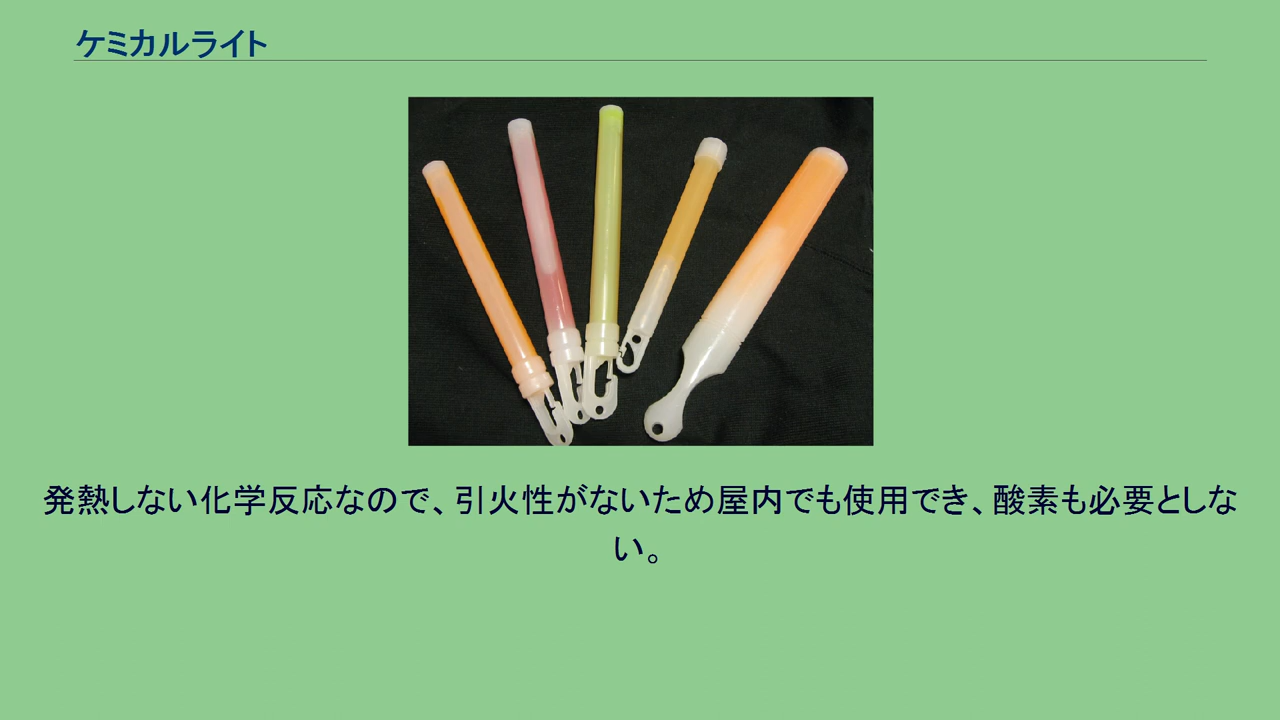 ケミカルライト
発熱しない化学反応なので、引火性がないため屋内でも使用でき、酸素も必要としな
い。